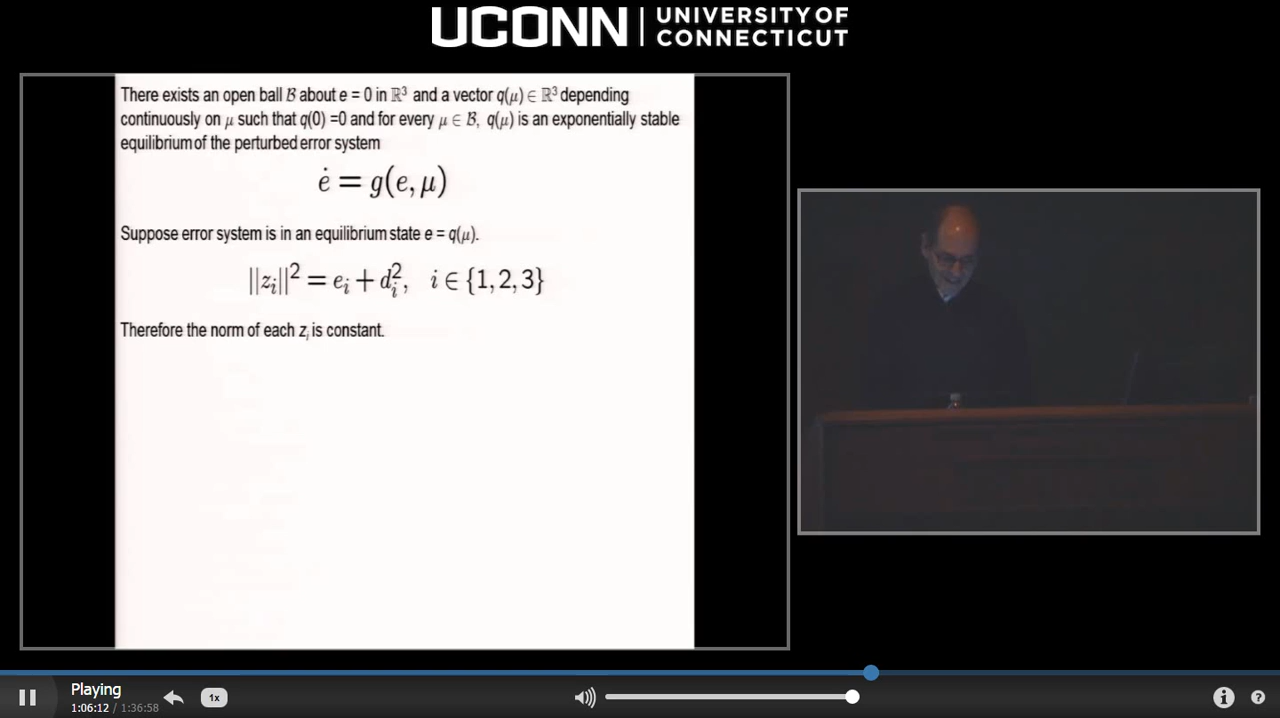 UCONN | UNIVERSITY OF CONNECTICUT
There exists an open ball ℬ about e = 0 in ℝ³ and a vector q(μ) ∈ ℝ³ depending
continuously on μ such that q(0) =0 and for every μ ∈ ℬ, q(μ) is an exponentially stable
equilibrium of the perturbed error system
ė = g(e, μ)
Suppose error system is in an equilibrium state e = q(μ).
||zᵢ||² = eᵢ + dᵢ², i ∈ {1, 2, 3}
Therefore the norm of each zᵢ is constant.
Playing
1x
1:06:12 / 1:36:58